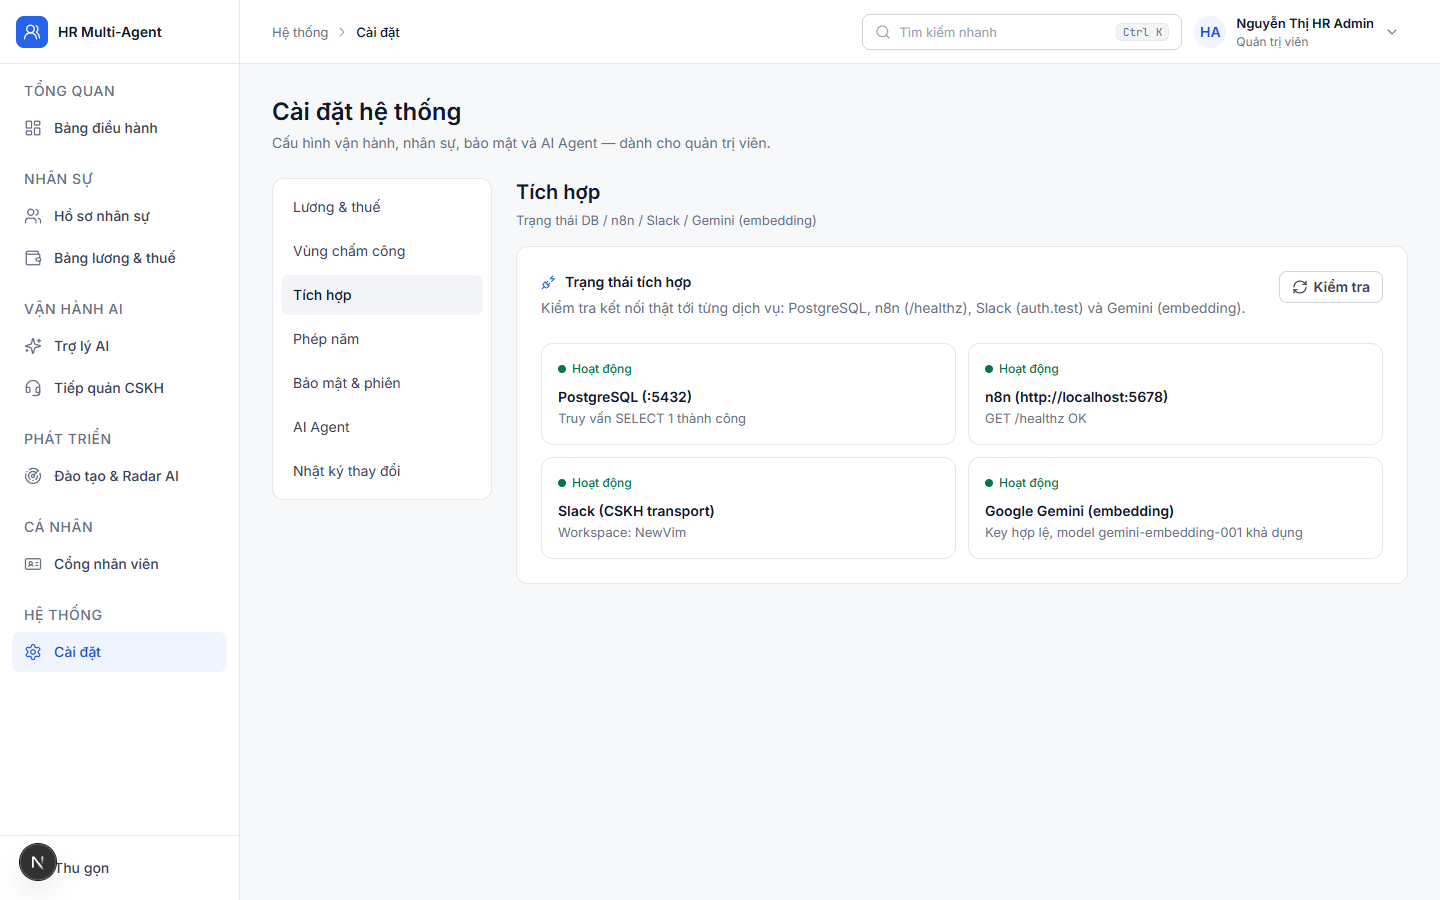 HR Multi-Agent
Hệ thống > Cài đặt
Tìm kiếm nhanh
Ctrl K
HA
Nguyễn Thị HR Admin
Quản trị viên
TỔNG QUAN
Bảng điều hành
NHÂN SỰ
Hồ sơ nhân sự
Bảng lương & thuế
VẬN HÀNH AI
Trợ lý AI
Tiếp quản CSKH
PHÁT TRIỂN
Đào tạo & Radar AI
CÁ NHÂN
Cổng nhân viên
HỆ THỐNG
Cài đặt
N
Thu gọn
Cài đặt hệ thống
Cấu hình vận hành, nhân sự, bảo mật và AI Agent — dành cho quản trị viên.
Lương & thuế
Vùng chấm công
Tích hợp
Phép năm
Bảo mật & phiên
AI Agent
Nhật ký thay đổi
Tích hợp
Trạng thái DB / n8n / Slack / Gemini (embedding)
Trạng thái tích hợp
Kiểm tra
Kiểm tra kết nối thật tới từng dịch vụ: PostgreSQL, n8n (/healthz), Slack (auth.test) và Gemini (embedding).
Hoạt động
PostgreSQL (:5432)
Truy vấn SELECT 1 thành công
Hoạt động
n8n (http://localhost:5678)
GET /healthz OK
Hoạt động
Slack (CSKH transport)
Workspace: NewVim
Hoạt động
Google Gemini (embedding)
Key hợp lệ, model gemini-embedding-001 khả dụng